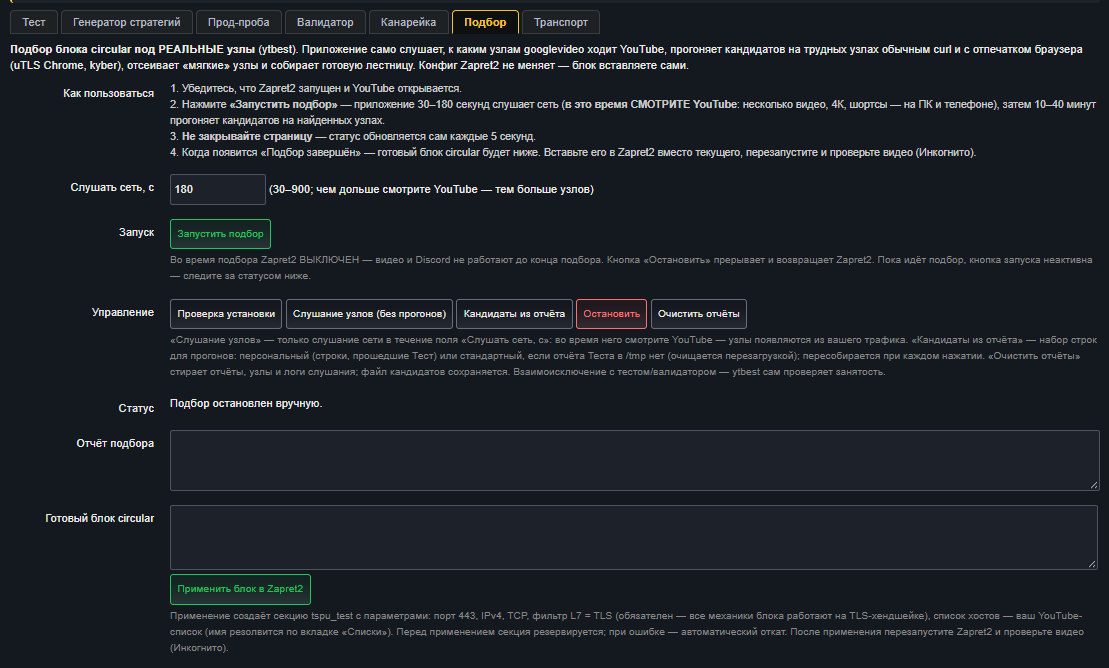 Тест Генератор стратегий Прод-проба Валидатор Канарейка Подбор Транспорт
Подбор блока circular под РЕАЛЬНЫЕ узлы (ytbest). Приложение само слушает, к каким узлам googlevideo ходит YouTube, прогоняет кандидатов на трудных узлах обычным curl и с отпечатком браузера
(uTLS Chrome, kyber), отсеивает «мягкие» узлы и собирает готовую лестницу. Конфиг Zapret2 не меняет — блок вставляете сами.
Как пользоваться
1. Убедитесь, что Zapret2 запущен и YouTube открывается.
2. Нажмите «Запустить подбор» — приложение 30–180 секунд слушает сеть (в это время СМОТРИТЕ YouTube: несколько видео, 4К, шортсы — на ПК и телефоне), затем 10–40 минут
прогоняет кандидатов на найденных узлах.
3. Не закрывайте страницу — статус обновляется сам каждые 5 секунд.
4. Когда появится «Подбор завершён» — готовый блок circular будет ниже. Вставьте его в Zapret2 вместо текущего, перезапустите и проверьте видео (Инкогнито).
Слушать сеть, с 180 (30–900; чем дольше смотрите YouTube — тем больше узлов)
Запуск Запустить подбор
Во время подбора Zapret2 ВЫКЛЮЧЕН — видео и Discord не работают до конца подбора. Кнопка «Остановить» прерывает и возвращает Zapret2. Пока идёт подбор, кнопка запуска неактивна
— следите за статусом ниже.
Управление Проверка установки Слушание узлов (без прогонов) Кандидаты из отчёта Остановить Очистить отчёты
«Слушание узлов» — только слушание сети в течение поля «Слушать сеть, с»: во время него смотрите YouTube — узлы появляются из вашего трафика. «Кандидаты из отчёта» — набор строк
для прогонов: персональный (строки, прошедшие Тест) или стандартный, если отчёта Теста в /tmp нет (очищается перезагрузкой); пересобирается при каждом нажатии. «Очистить отчёты»
стирает отчёты, узлы и логи слушания; файл кандидатов сохраняется. Взаимоисключение с тестом/валидатором — ytbest сам проверяет занятость.
Статус Подбор остановлен вручную.
Отчёт подбора
Готовый блок circular
Применить блок в Zapret2
Применение создаёт секцию tspu_test с параметрами: порт 443, IPv4, TCP, фильтр L7 = TLS (обязателен — все механики блока работают на TLS-хендшейке), список хостов — ваш YouTube-
список (имя резолвится по вкладке «Списки»). Перед применением секция резервируется; при ошибке — автоматический откат. После применения перезапустите Zapret2 и проверьте видео
(Инкогнито).